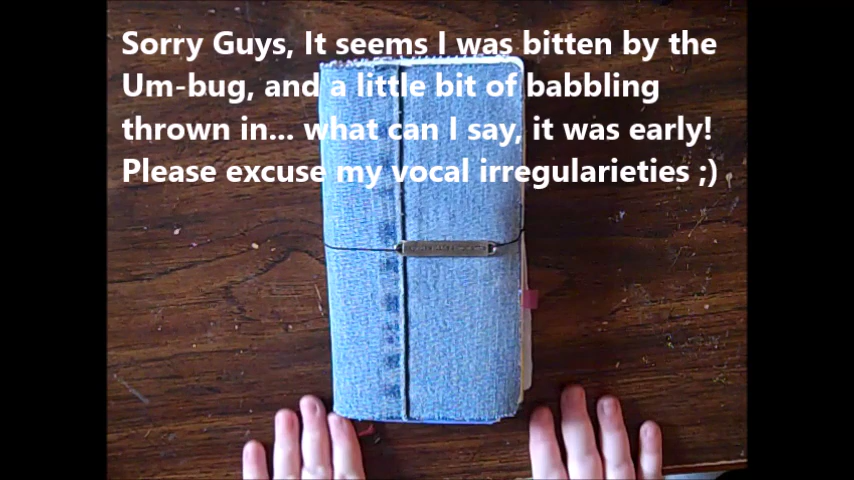 Sorry Guys, It seems I was bitten by the
Um-bug, and a little bit of babbling
thrown in... what can I say, it was early!
Please excuse my vocal irregularieties ;)